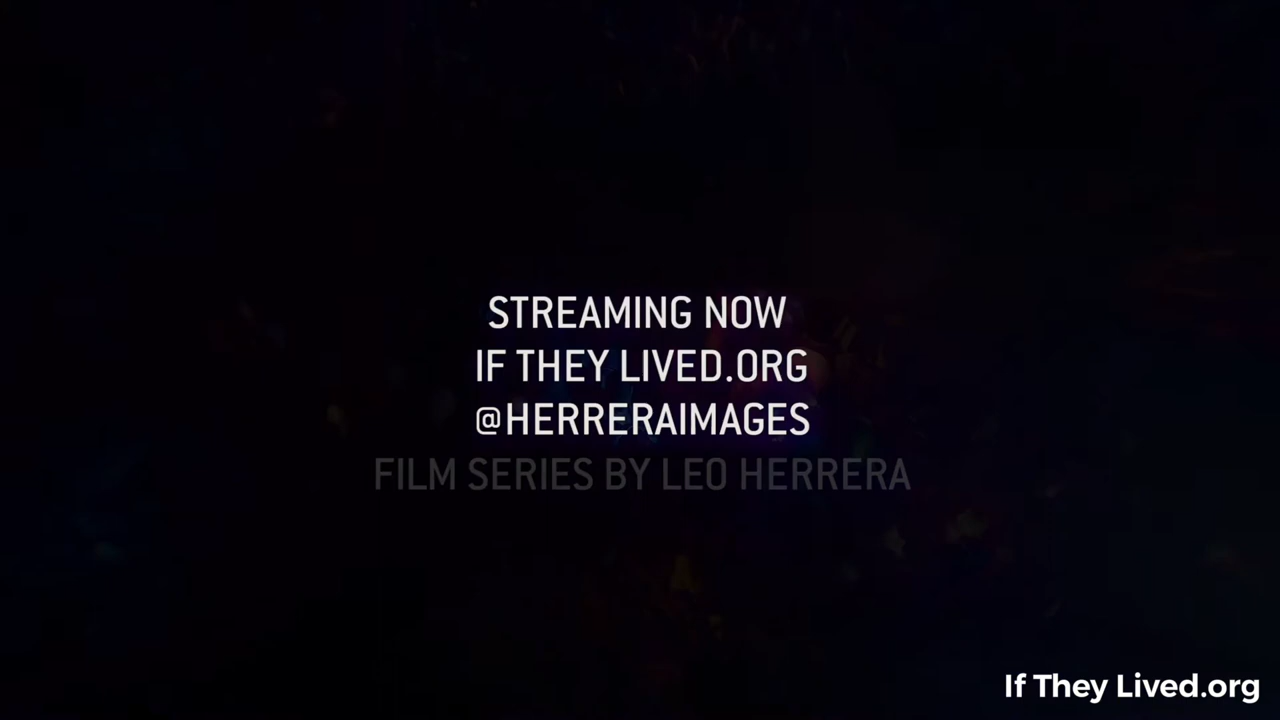 STREAMING NOW
IF THEY LIVED.ORG
@HERRERAIMAGES
FILM SERIES BY LEO HERRERA
If They Lived.org